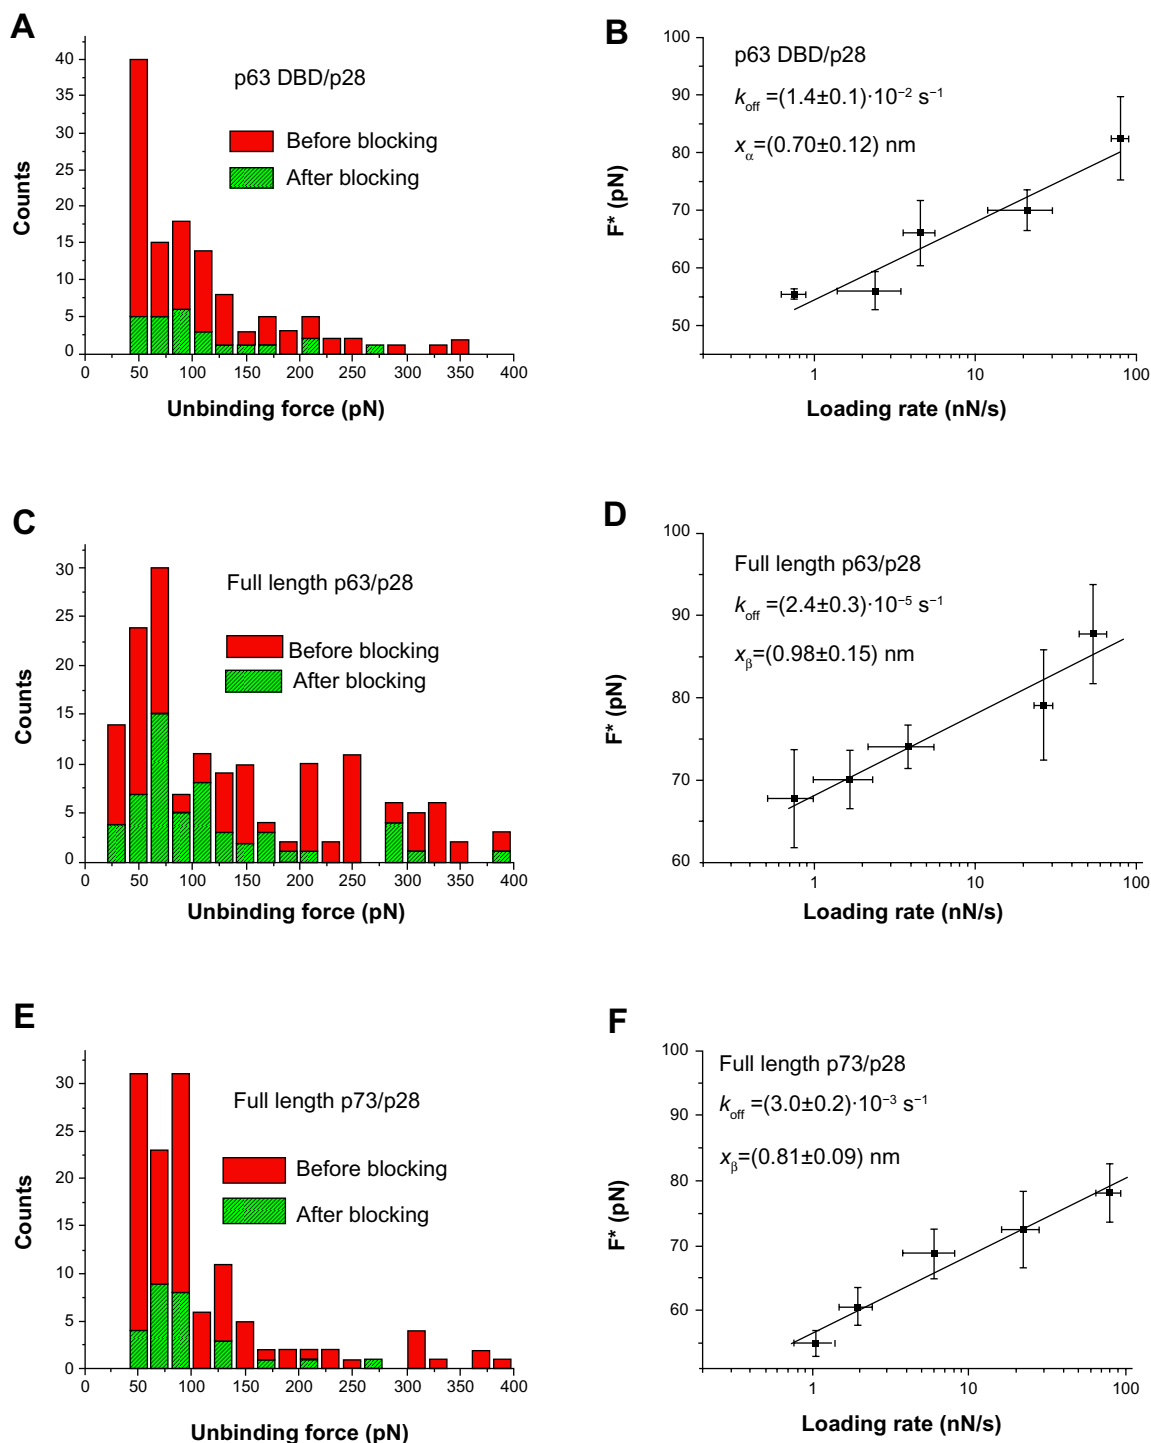 A
p63 DBD/p28
Before blocking
After blocking
Counts
40
35
30
25
20
15
10
5
0
0 50 100 150 200 250 300 350 400
Unbinding force (pN)
B
p63 DBD/p28
k_off =(1.4±0.1)·10⁻² s⁻¹
x_α=(0.70±0.12) nm
F* (pN)
100
90
80
70
60
50
1 10 100
Loading rate (nN/s)
C
Full length p63/p28
Before blocking
After blocking
Counts
30
25
20
15
10
5
0
0 50 100 150 200 250 300 350 400
Unbinding force (pN)
D
Full length p63/p28
k_off =(2.4±0.3)·10⁻⁵ s⁻¹
x_β=(0.98±0.15) nm
F* (pN)
100
90
80
70
60
1 10 100
Loading rate (nN/s)
E
Full length p73/p28
Before blocking
After blocking
Counts
30
25
20
15
10
5
0
0 50 100 150 200 250 300 350 400
Unbinding force (pN)
F
Full length p73/p28
k_off =(3.0±0.2)·10⁻³ s⁻¹
x_β=(0.81±0.09) nm
F* (pN)
100
90
80
70
60
1 10 100
Loading rate (nN/s)